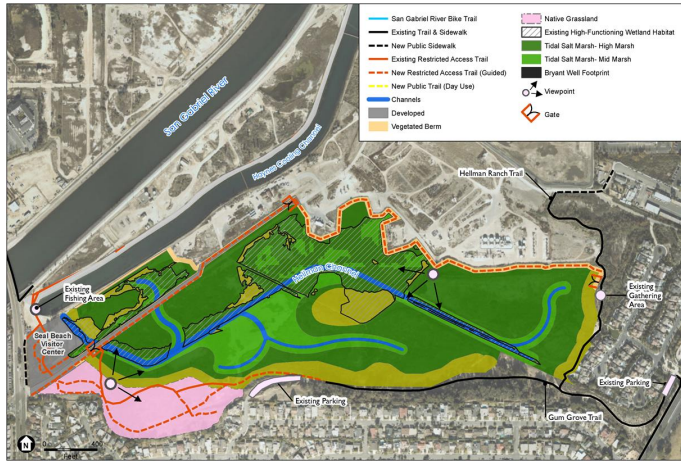 San Gabriel River Bike Trail
Existing Trail & Sidewalk
New Public Sidewalk
Existing Restricted Access Trail
New Restricted Access Trail (Guided)
New Public Trail (Day Use)
Channels
Developed
Vegetated Berm
Native Grassland
Existing High-Functioning Wetland Habitat
Tidal Salt Marsh- High Marsh
Tidal Salt Marsh- Mid Marsh
Bryant Well Footprint
Viewpoint
Gate
San Gabriel River
Haynes Cooling Channel
Hellman Ranch Trail
Hellman Channel
Existing
Fishing Area
Existing
Gathering
Area
Seal Beach
Visitor
Center
Existing Parking
Existing Parking
Gum Grove Trail
N
0 400
Feet